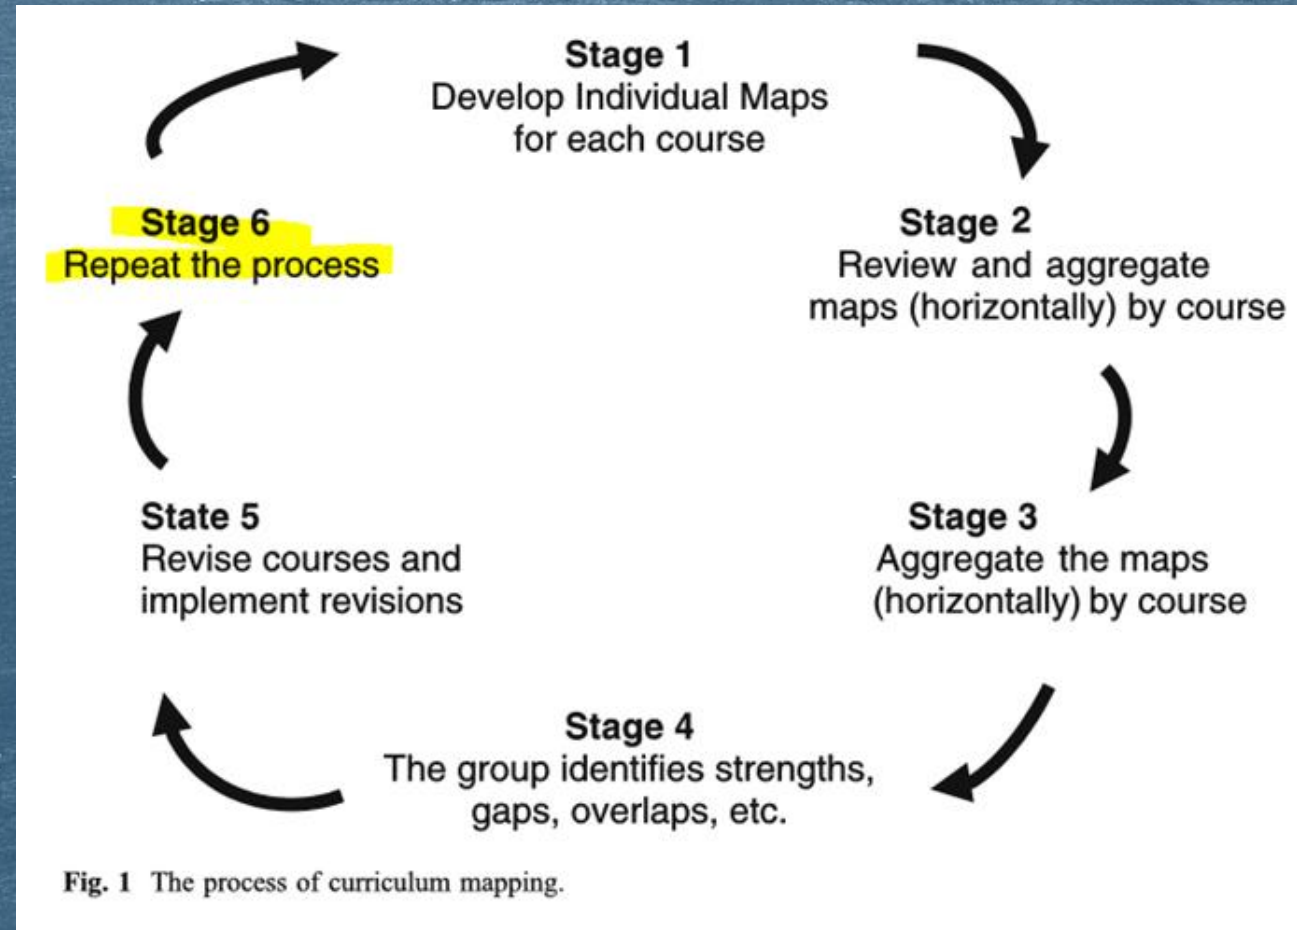 Stage 1
Develop Individual Maps
for each course
Stage 2
Review and aggregate
maps (horizontally) by course
Stage 3
Aggregate the maps
(horizontally) by course
Stage 4
The group identifies strengths,
gaps, overlaps, etc.
State 5
Revise courses and
implement revisions
Stage 6
Repeat the process
Fig. 1 The process of curriculum mapping.